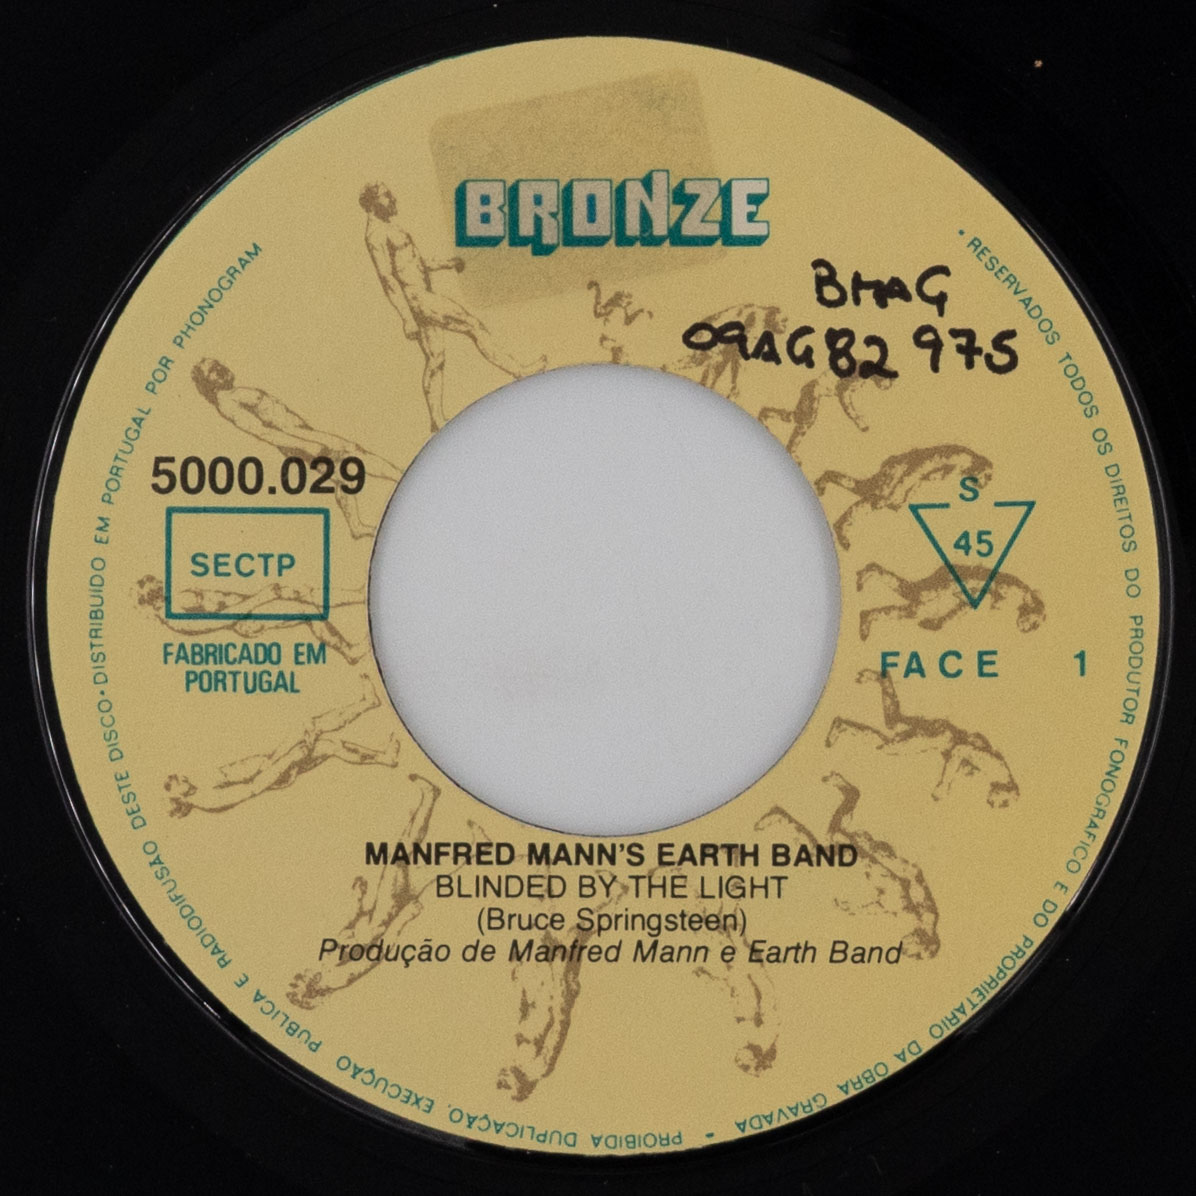 BRONZE
BMAG
09AG82 975
5000.029
SECTP
FABRICADO EM
PORTUGAL
S
45
FACE 1
MANFRED MANN'S EARTH BAND
BLINDED BY THE LIGHT
(Bruce Springsteen)
Produção de Manfred Mann e Earth Band
• RESERVADOS TODOS OS DIREITOS DO PRODUTOR FONOGRAFICO E DO PROPRIETARIO DA OBRA GRAVADA • PROIBIDA DUPLICAÇÃO, EXECUÇÃO PUBLICA E RADIODIFUSÃO DESTE DISCO • DISTRIBUIDO EM PORTUGAL POR PHONOGRAM